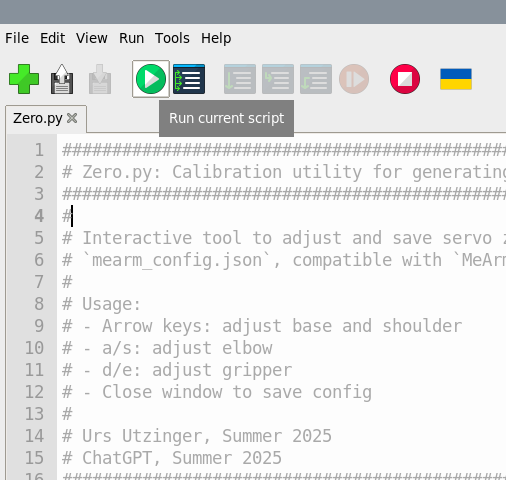 File Edit View Run Tools Help
Zero.py
Run current script
1 ############################################
2 # Zero.py: Calibration utility for generating
3 ############################################
4 #
5 # Interactive tool to adjust and save servo
6 # `mearm_config.json`, compatible with `MeArm
7 #
8 # Usage:
9 # - Arrow keys: adjust base and shoulder
10 # - a/s: adjust elbow
11 # - d/e: adjust gripper
12 # - Close window to save config
13 #
14 # Urs Utzinger, Summer 2025
15 # ChatGPT, Summer 2025
16 ############################################